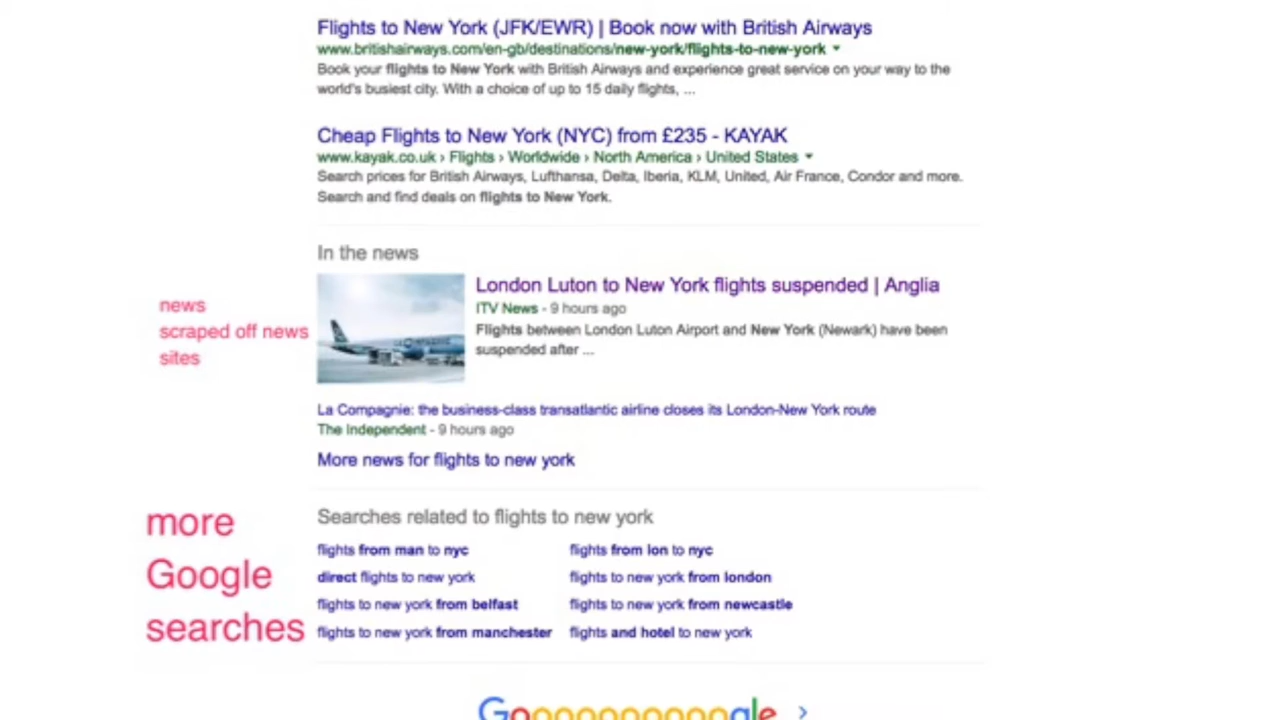 Flights to New York (JFK/EWR) | Book now with British Airways
www.britishairways.com/en-gb/destinations/new-york/flights-to-new-york
Book your flights to New York with British Airways and experience great service on your way to the
world's busiest city. With a choice of up to 15 daily flights, ...
Cheap Flights to New York (NYC) from £235 - KAYAK
www.kayak.co.uk › Flights › Worldwide › North America › United States
Search prices for British Airways, Lufthansa, Delta, Iberia, KLM, United, Air France, Condor and more.
Search and find deals on flights to New York.
In the news
news
scraped off news
sites
London Luton to New York flights suspended | Anglia
ITV News - 9 hours ago
Flights between London Luton Airport and New York (Newark) have been
suspended after ...
La Compagnie: the business-class transatlantic airline closes its London-New York route
The Independent - 9 hours ago
More news for flights to new york
more
Google
searches
Searches related to flights to new york
flights from man to nyc
flights from lon to nyc
direct flights to new york
flights to new york from london
flights to new york from belfast
flights to new york from newcastle
flights to new york from manchester
flights and hotel to new york
Goooooooooogle ›